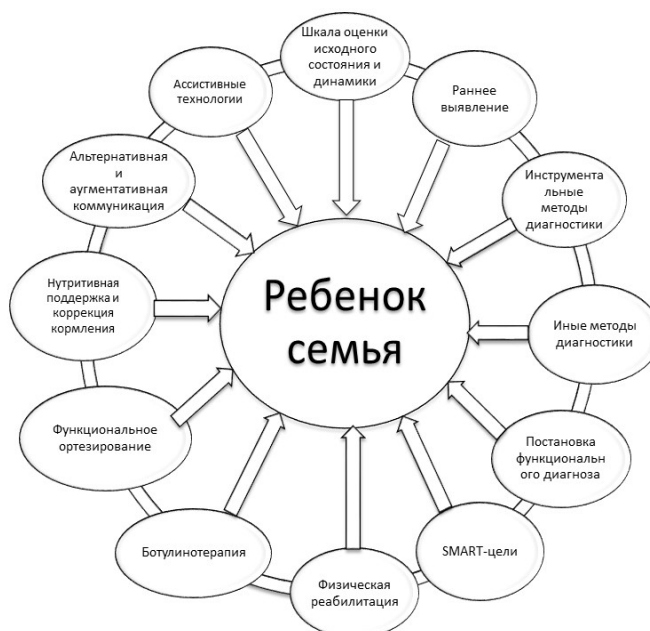 Шкала оценки
исходного
состояния и
динамики
Раннее
выявление
Инструмента
льные
методы
диагностики
Иные методы
диагностики
Постановка
функциональн
ого диагноза
SMART-цели
Физическая
реабилитация
Ботулинотерапия
Функциональное
ортезирование
Нутритивная
поддержка и
коррекция
кормления
Альтернативная
и
аугментативная
коммуникация
Ассистивные
технологии
Ребенок
семья